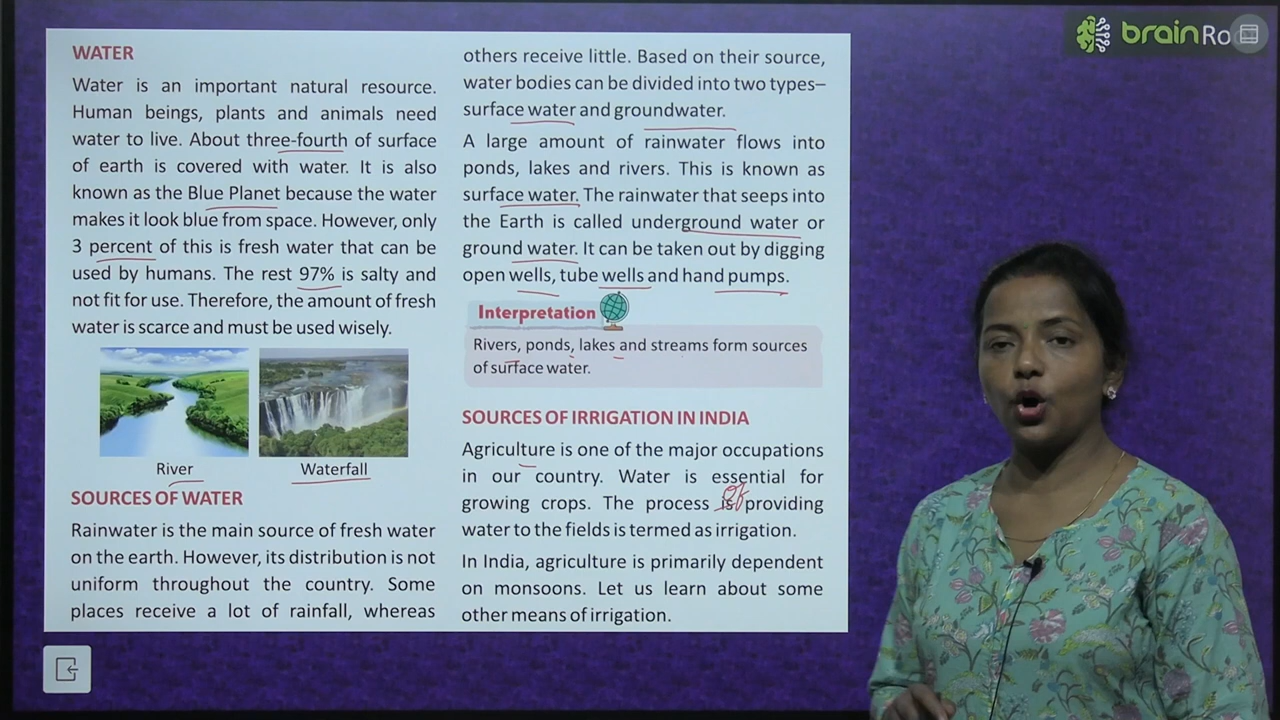 WATER
Water is an important natural resource.
Human beings, plants and animals need
water to live. About three-fourth of surface
of earth is covered with water. It is also
known as the Blue Planet because the water
makes it look blue from space. However, only
3 percent of this is fresh water that can be
used by humans. The rest 97% is salty and
not fit for use. Therefore, the amount of fresh
water is scarce and must be used wisely.
River
Waterfall
SOURCES OF WATER
Rainwater is the main source of fresh water
on the earth. However, its distribution is not
uniform throughout the country. Some
places receive a lot of rainfall, whereas
others receive little. Based on their source,
water bodies can be divided into two types–
surface water and groundwater.
A large amount of rainwater flows into
ponds, lakes and rivers. This is known as
surface water. The rainwater that seeps into
the Earth is called underground water or
ground water. It can be taken out by digging
open wells, tube wells and hand pumps.
Interpretation
Rivers, ponds, lakes and streams form sources
of surface water.
SOURCES OF IRRIGATION IN INDIA
Agriculture is one of the major occupations
in our country. Water is essential for
of
growing crops. The process is providing
water to the fields is termed as irrigation.
In India, agriculture is primarily dependent
on monsoons. Let us learn about some
other means of irrigation.
brain